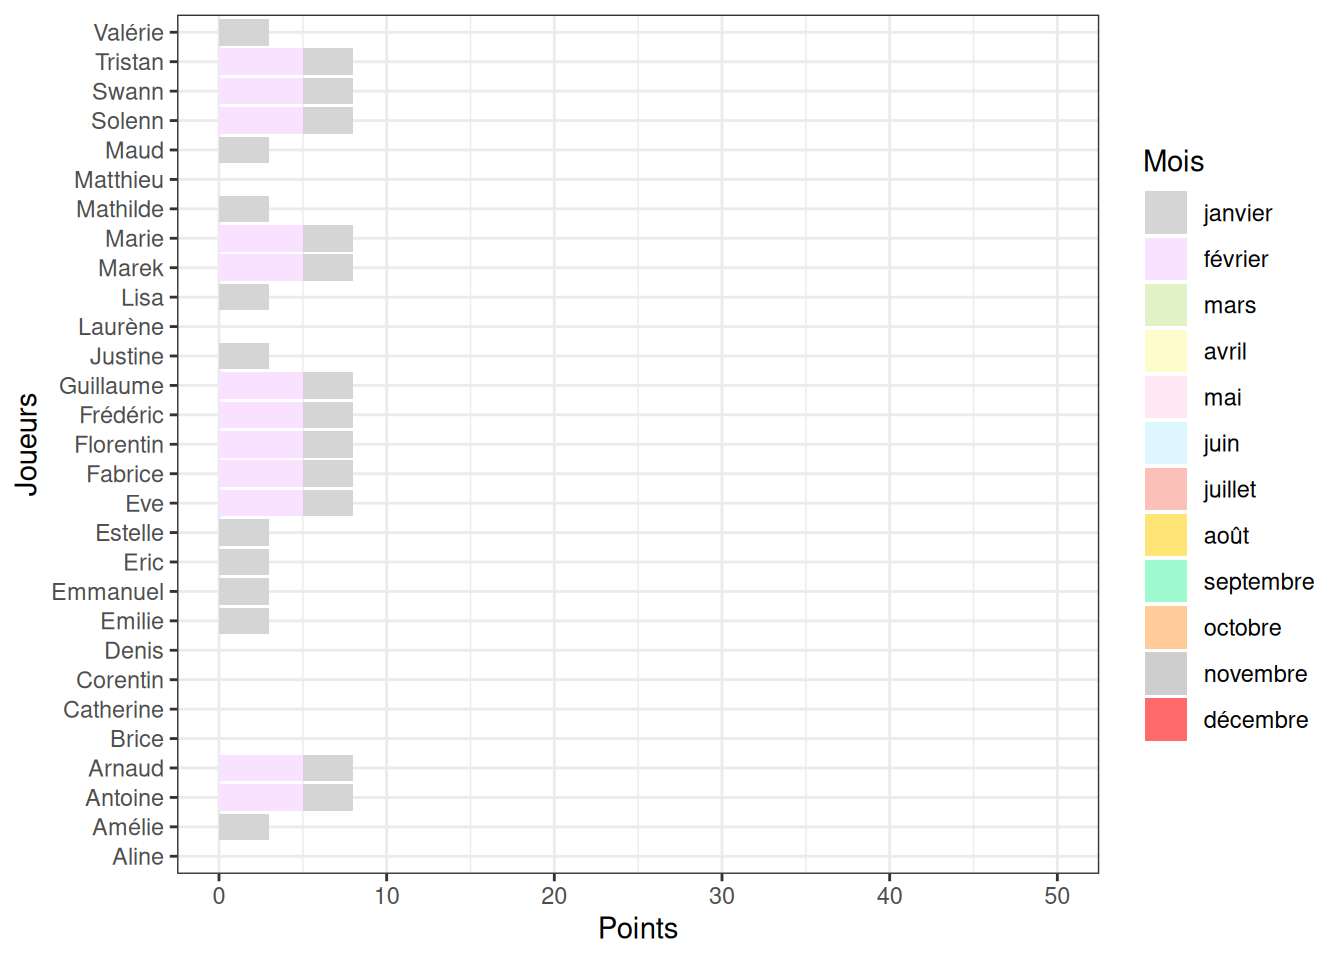 Valérie
Tristan
Swann
Solenn
Maud
Matthieu
Mathilde
Marie
Marek
Lisa
Laurène
Justine
Guillaume
Frédéric
Florentin
Fabrice
Eve
Estelle
Eric
Emmanuel
Emilie
Denis
Corentin
Catherine
Brice
Arnaud
Antoine
Amélie
Aline
Joueurs
0 10 20 30 40 50
Points
Mois
janvier
février
mars
avril
mai
juin
juillet
août
septembre
octobre
novembre
décembre